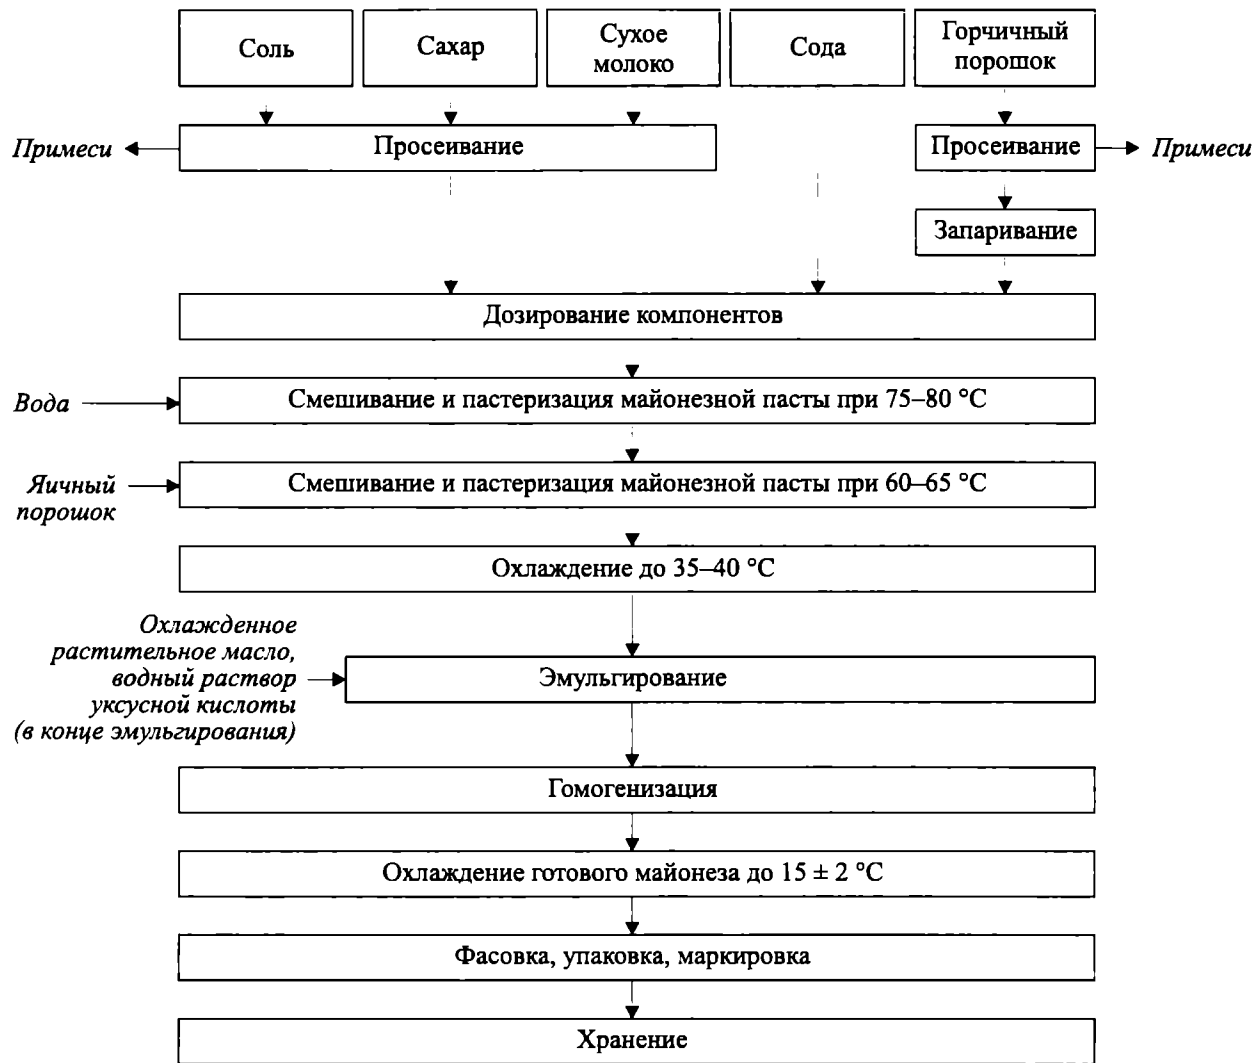 Соль
Сахар
Сухое
молоко
Сода
Горчичный
порошок
Примеси
Просеивание
Просеивание
Примеси
Запаривание
Дозирование компонентов
Вода
Смешивание и пастеризация майонезной пасты при 75–80 °C
Яичный
порошок
Смешивание и пастеризация майонезной пасты при 60–65 °C
Охлаждение до 35–40 °C
Охлажденное
растительное масло,
водный раствор
уксусной кислоты
(в конце эмульгирования)
Эмульгирование
Гомогенизация
Охлаждение готового майонеза до 15 ± 2 °C
Фасовка, упаковка, маркировка
Хранение